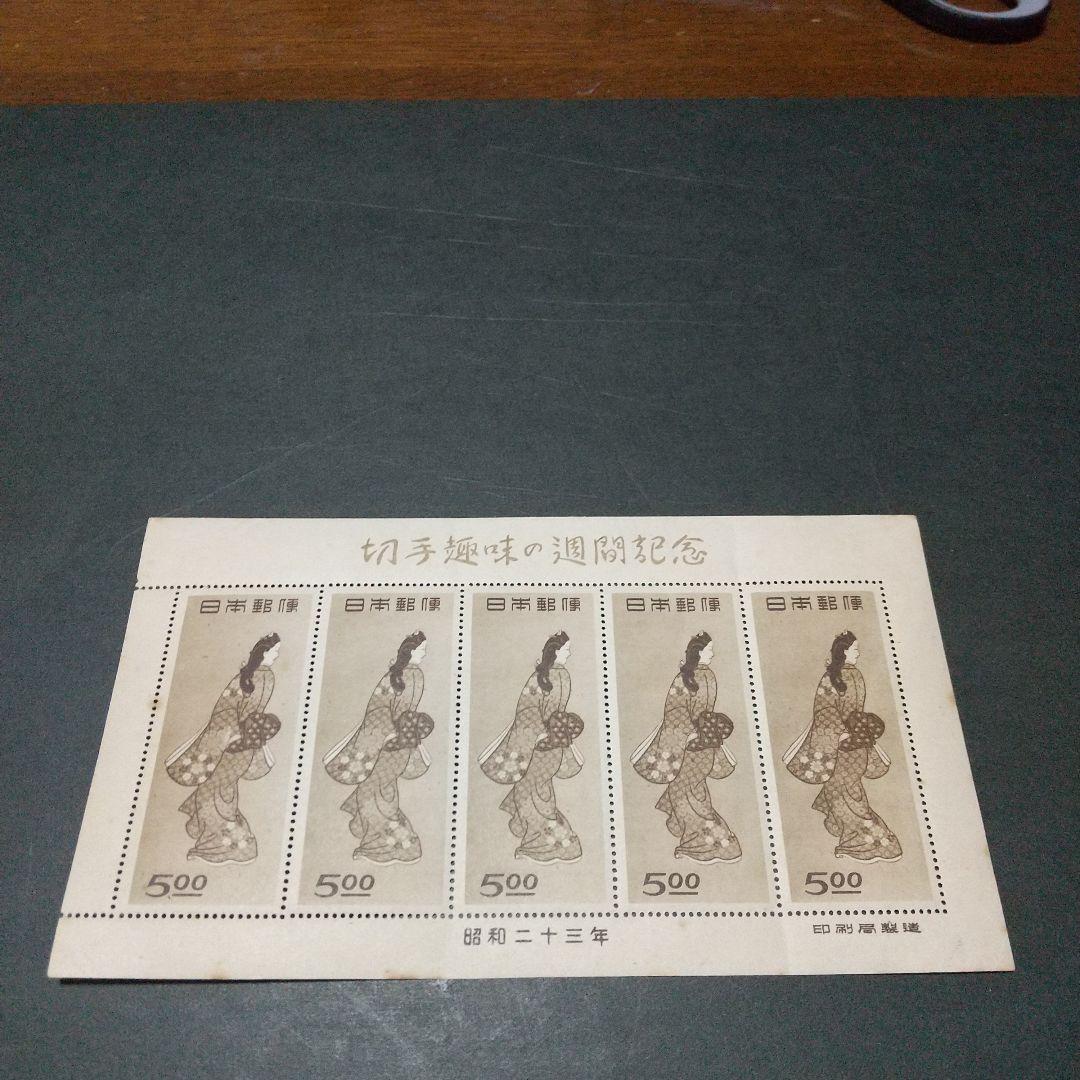 切手趣味の週間記念
日本郵便 日本郵便 日本郵便 日本郵便 日本郵便
5.00 5.00 5.00 5.00 5.00
昭和二十三年
印刷局製造